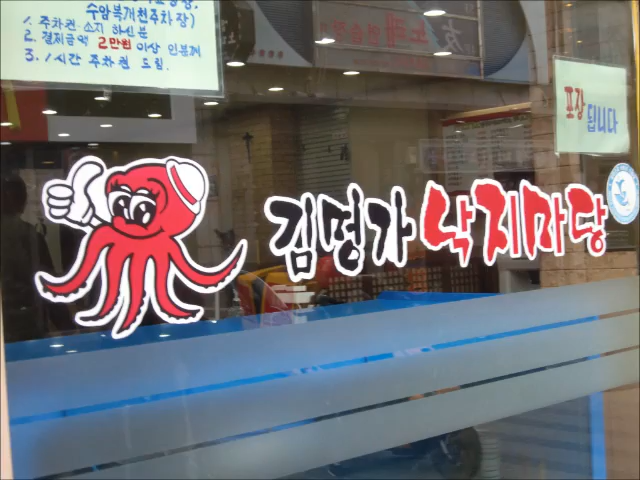 수암복개천주차장)
1. 주차권 소지 하신분
2. 결제금액 2만원 이상 인분께
3. 1시간 주차권 드림.
포장
됩니다
김명가 낙지마당